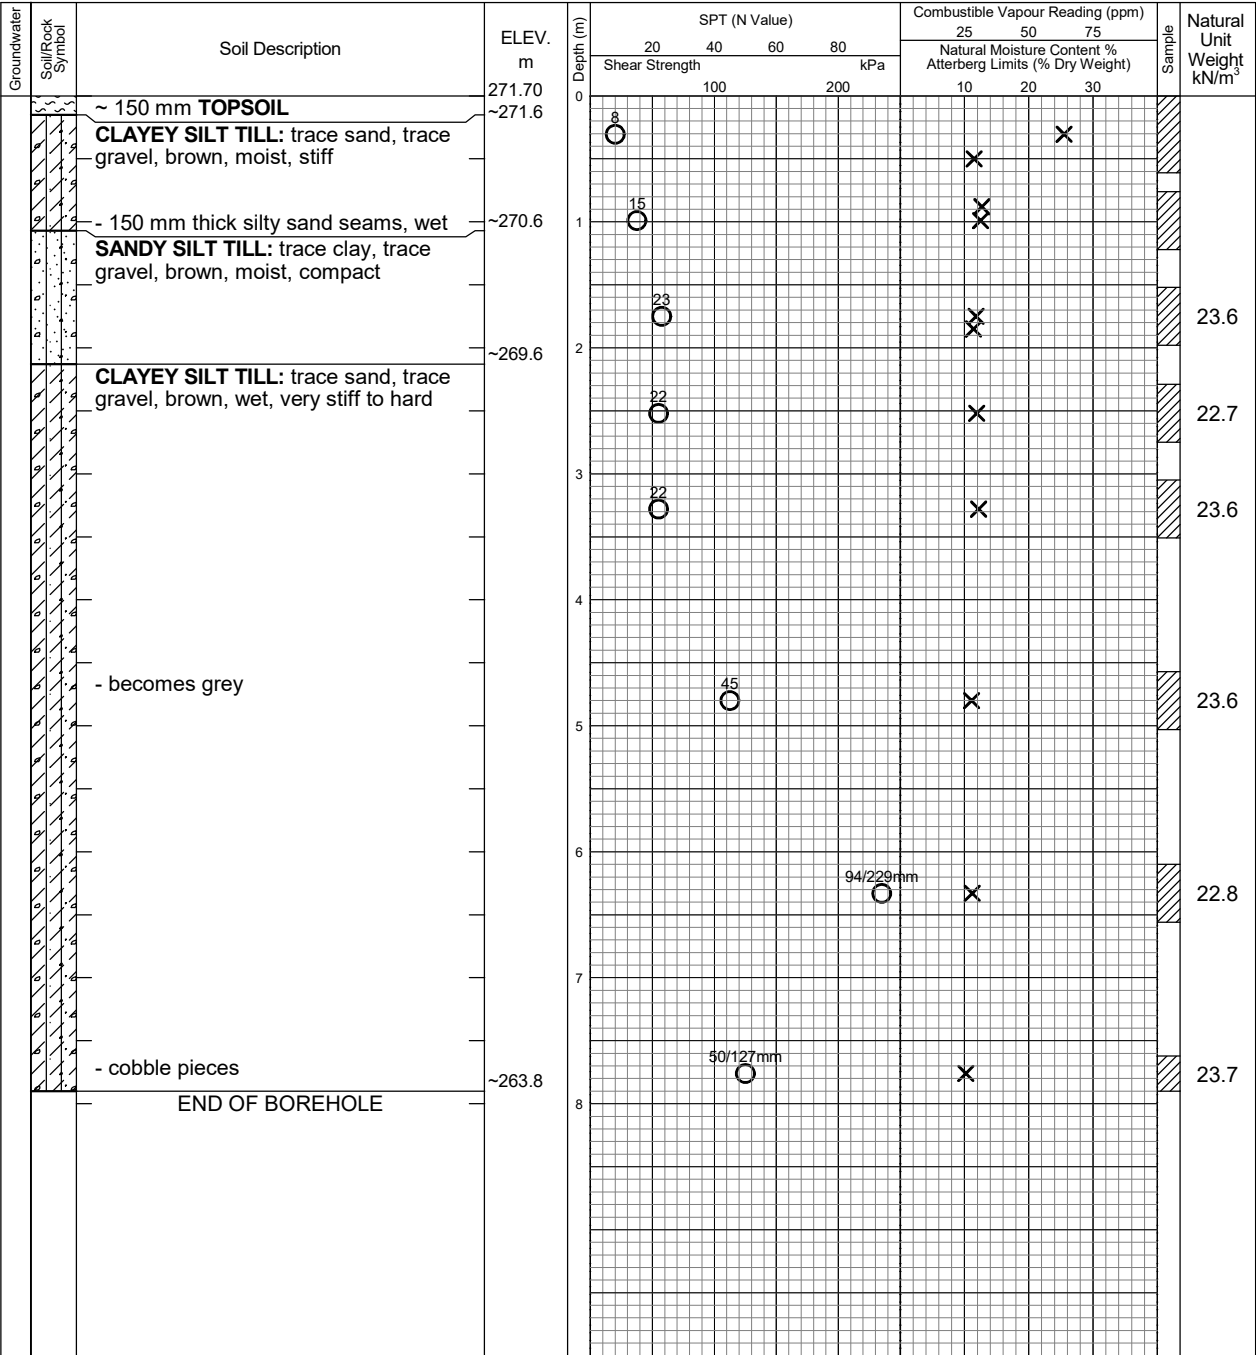 Groundwater
Soil/Rock
Symbol
Soil Description
ELEV.
m
271.70
Depth (m)
SPT (N Value)
20 40 60 80
Shear Strength kPa
100 200
Combustible Vapour Reading (ppm)
25 50 75
Natural Moisture Content %
Atterberg Limits (% Dry Weight)
10 20 30
Sample
Natural
Unit
Weight
kN/m³
0
~ 150 mm TOPSOIL
~271.6
CLAYEY SILT TILL: trace sand, trace
gravel, brown, moist, stiff
8
- 150 mm thick silty sand seams, wet
~270.6
15
1
SANDY SILT TILL: trace clay, trace
gravel, brown, moist, compact
23
23.6
~269.6
2
CLAYEY SILT TILL: trace sand, trace
gravel, brown, wet, very stiff to hard
22
22.7
3
22
23.6
4
- becomes grey
45
23.6
5
6
94/229mm
22.8
7
- cobble pieces
50/127mm
~263.8
23.7
END OF BOREHOLE
8